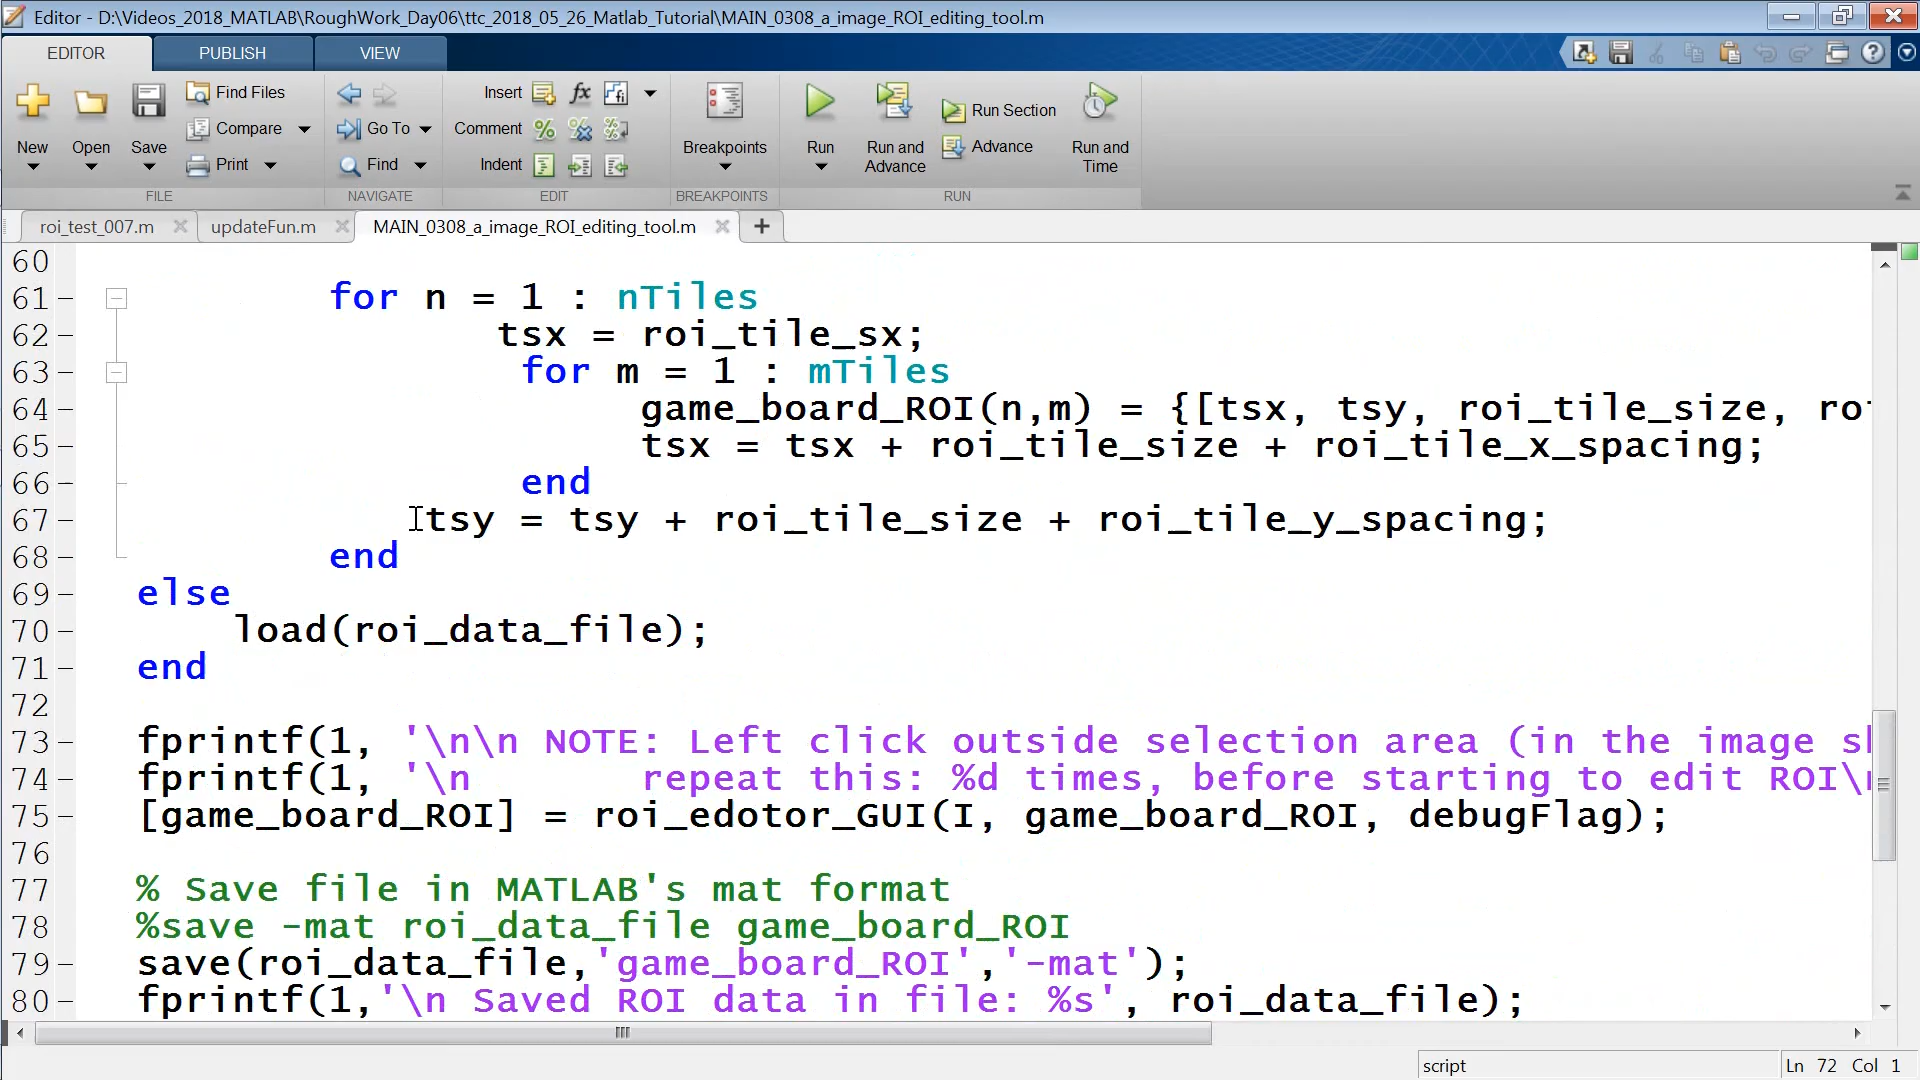 Editor - D:\Videos_2018_MATLAB\RoughWork_Day06\ttc_2018_05_26_Matlab_Tutorial\MAIN_0308_a_image_ROI_editing_tool.m
EDITOR PUBLISH VIEW
New Open Save Find Files Compare Print
FILE
Go To Find
NAVIGATE
Insert fx
Comment
Indent
EDIT
Breakpoints
BREAKPOINTS
Run Run and Advance Run Section Advance Run and Time
RUN
roi_test_007.m updateFun.m MAIN_0308_a_image_ROI_editing_tool.m
60
61 for n = 1 : nTiles
62 tsx = roi_tile_sx;
63 for m = 1 : mTiles
64 game_board_ROI(n,m) = {[tsx, tsy, roi_tile_size, roi
65 tsx = tsx + roi_tile_size + roi_tile_x_spacing;
66 end
67 tsy = tsy + roi_tile_size + roi_tile_y_spacing;
68 end
69 else
70 load(roi_data_file);
71 end
72
73 fprintf(1, '\n\n NOTE: Left click outside selection area (in the image sh
74 fprintf(1, '\n repeat this: %d times, before starting to edit ROI\n
75 [game_board_ROI] = roi_edotor_GUI(I, game_board_ROI, debugFlag);
76
77 % Save file in MATLAB's mat format
78 %save -mat roi_data_file game_board_ROI
79 save(roi_data_file,'game_board_ROI','-mat');
80 fprintf(1,'\n Saved ROI data in file: %s', roi_data_file);
script Ln 72 Col 1